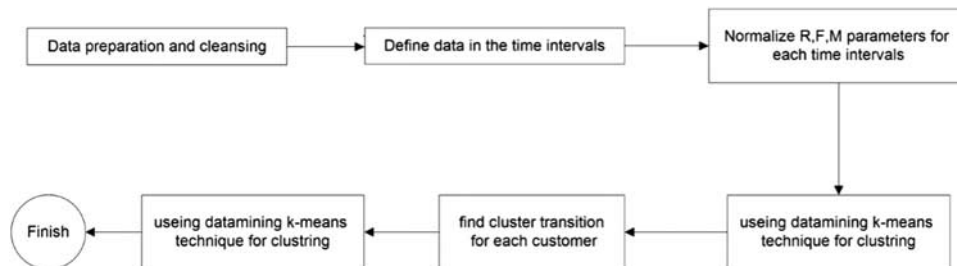 Data preparation and cleansing
Define data in the time intervals
Normalize R,F,M parameters for
each time intervals
useing datamining k-means
technique for clustring
find cluster transition
for each customer
useing datamining k-means
technique for clustring
Finish